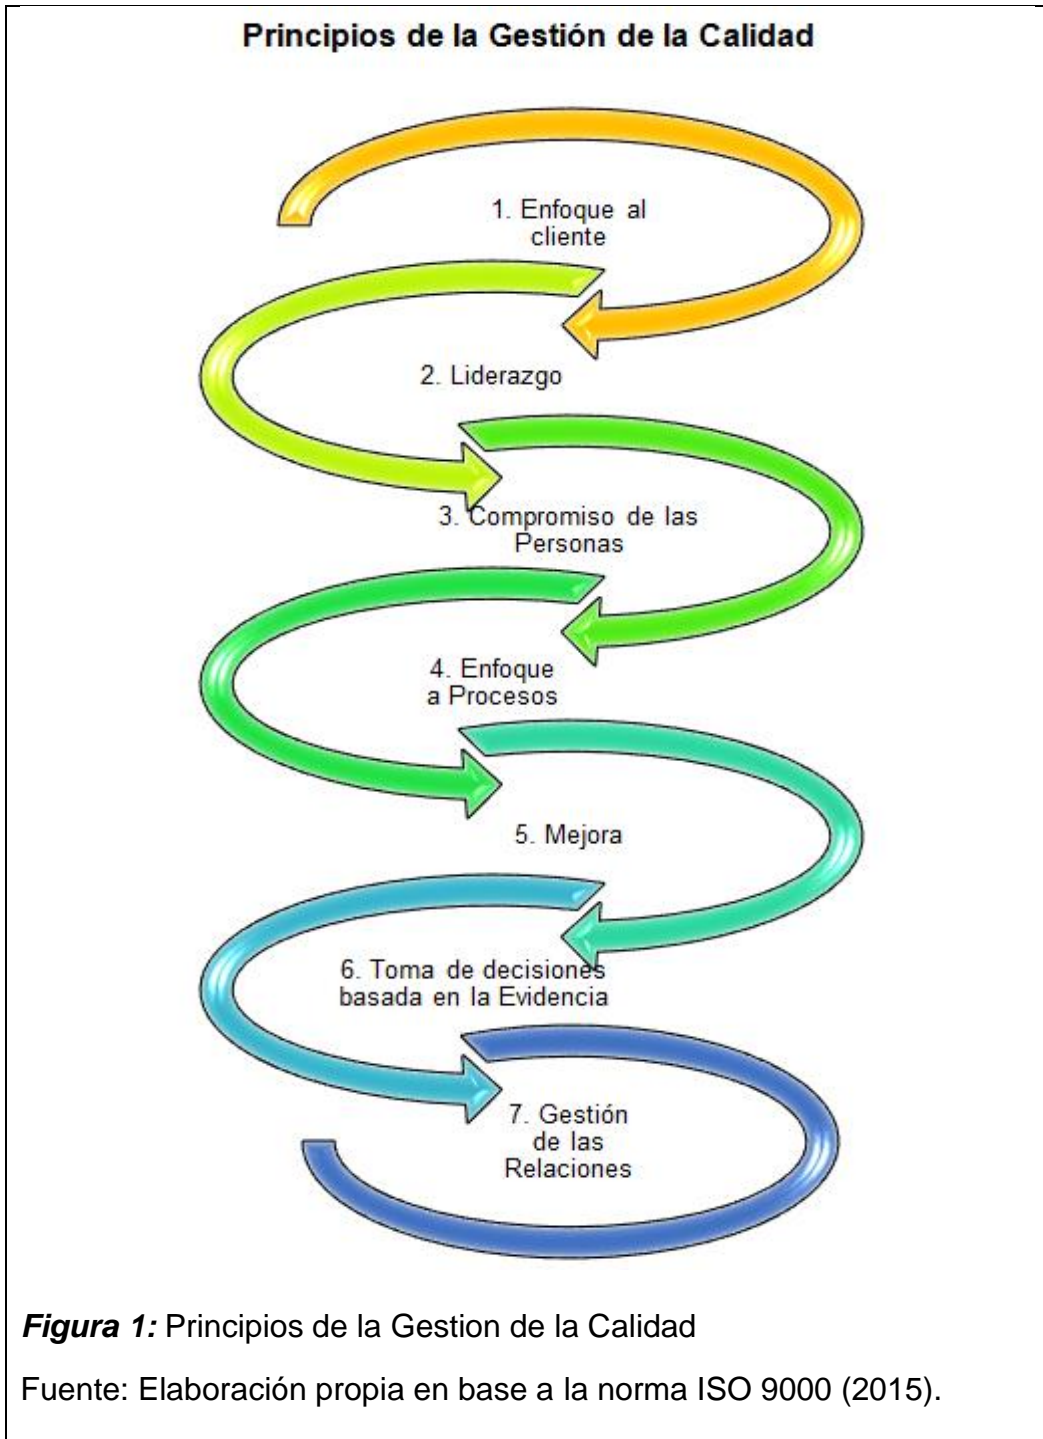 Principios de la Gestión de la Calidad
1. Enfoque al
cliente
2. Liderazgo
3. Compromiso de las
Personas
4. Enfoque
a Procesos
5. Mejora
6. Toma de decisiones
basada en la Evidencia
7. Gestión
de las
Relaciones
Figura 1: Principios de la Gestion de la Calidad
Fuente: Elaboración propia en base a la norma ISO 9000 (2015).